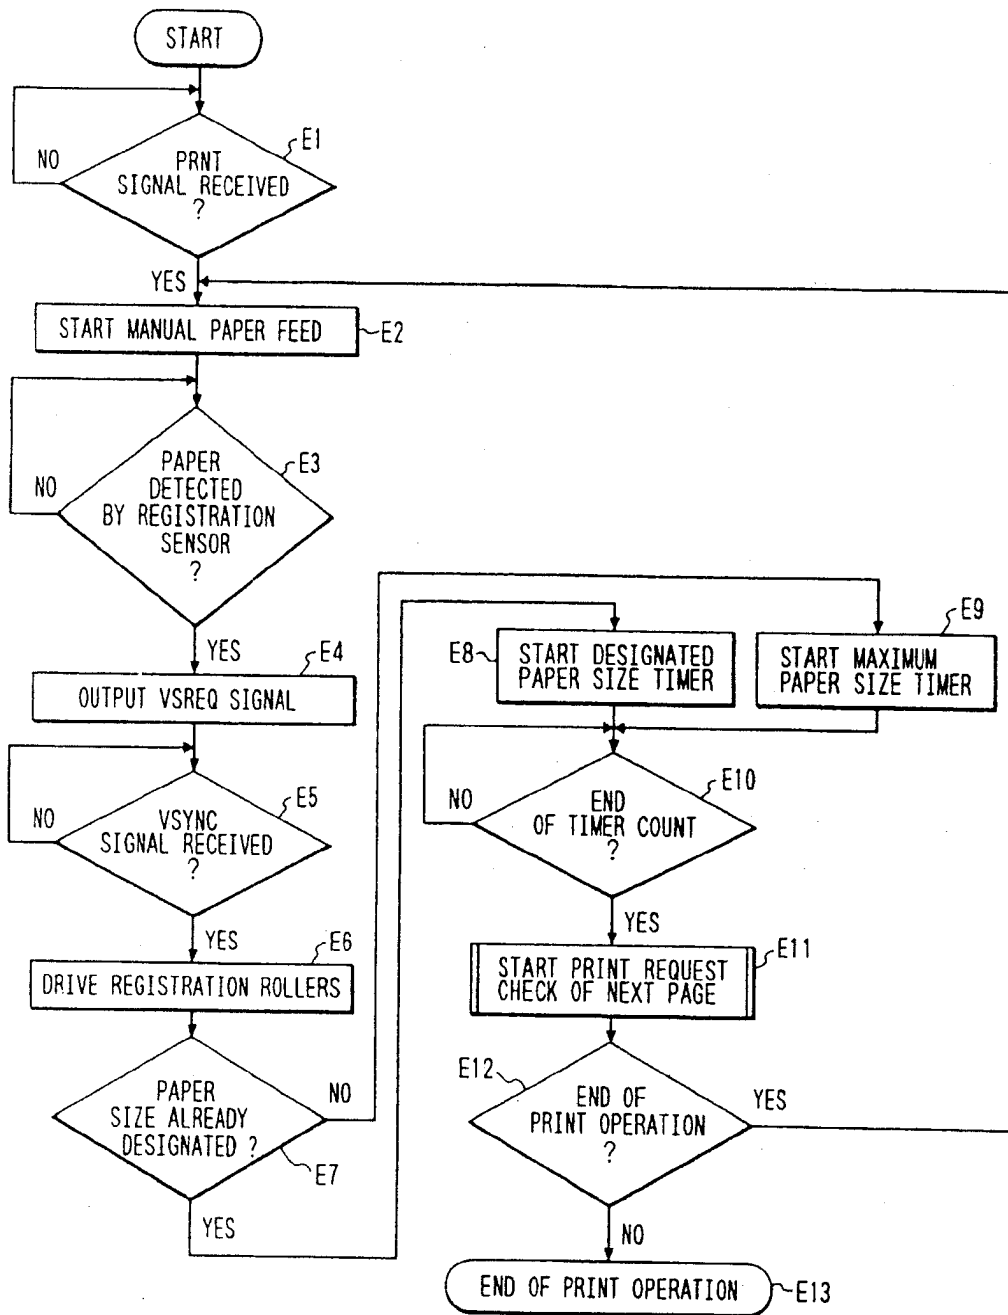 START
E1
NO
PRNT
SIGNAL RECEIVED
?
YES
START MANUAL PAPER FEED
E2
E3
NO
PAPER
DETECTED
BY REGISTRATION
SENSOR
?
YES
E4
OUTPUT VSREQ SIGNAL
E5
NO
VSYNC
SIGNAL RECEIVED
?
YES
E6
DRIVE REGISTRATION ROLLERS
NO
PAPER
SIZE ALREADY
DESIGNATED ?
E7
YES
E8
START DESIGNATED
PAPER SIZE TIMER
E9
START MAXIMUM
PAPER SIZE TIMER
E10
NO
END
OF TIMER COUNT
?
YES
E11
START PRINT REQUEST
CHECK OF NEXT PAGE
E12
YES
END OF
PRINT OPERATION
?
NO
END OF PRINT OPERATION
E13